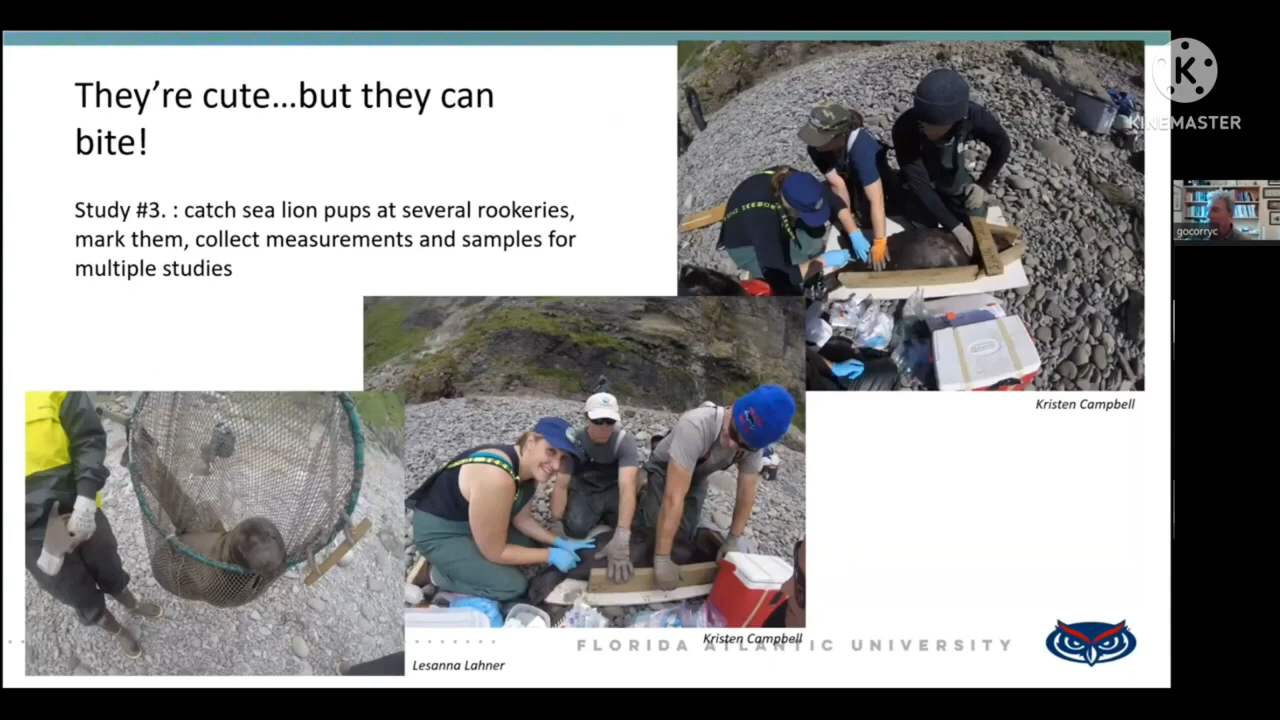 They're cute...but they can
bite!
Study #3. : catch sea lion pups at several rookeries,
mark them, collect measurements and samples for
multiple studies
K
KINEMASTER
gocorryc
Kristen Campbell
Kristen Campbell
FLORIDA ATLANTIC UNIVERSITY
Lesanna Lahner